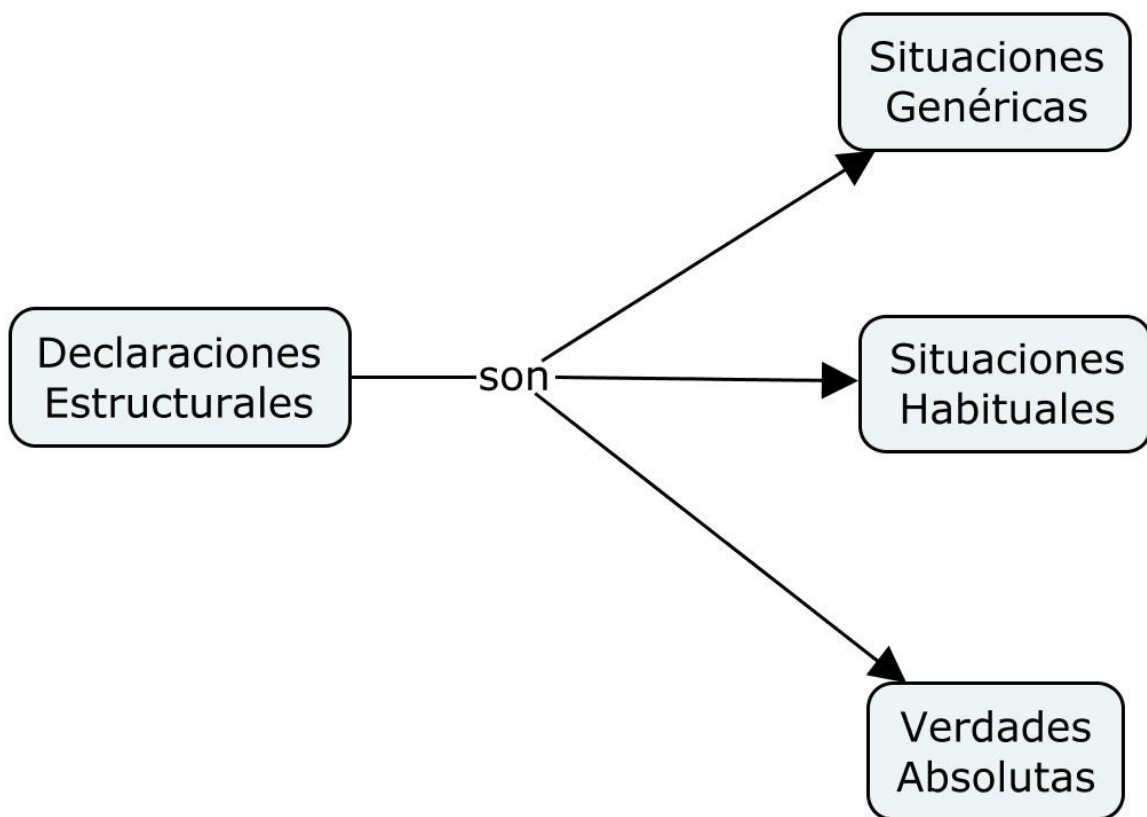 Situaciones
Genéricas
Declaraciones
Estructurales
son
Situaciones
Habituales
Verdades
Absolutas